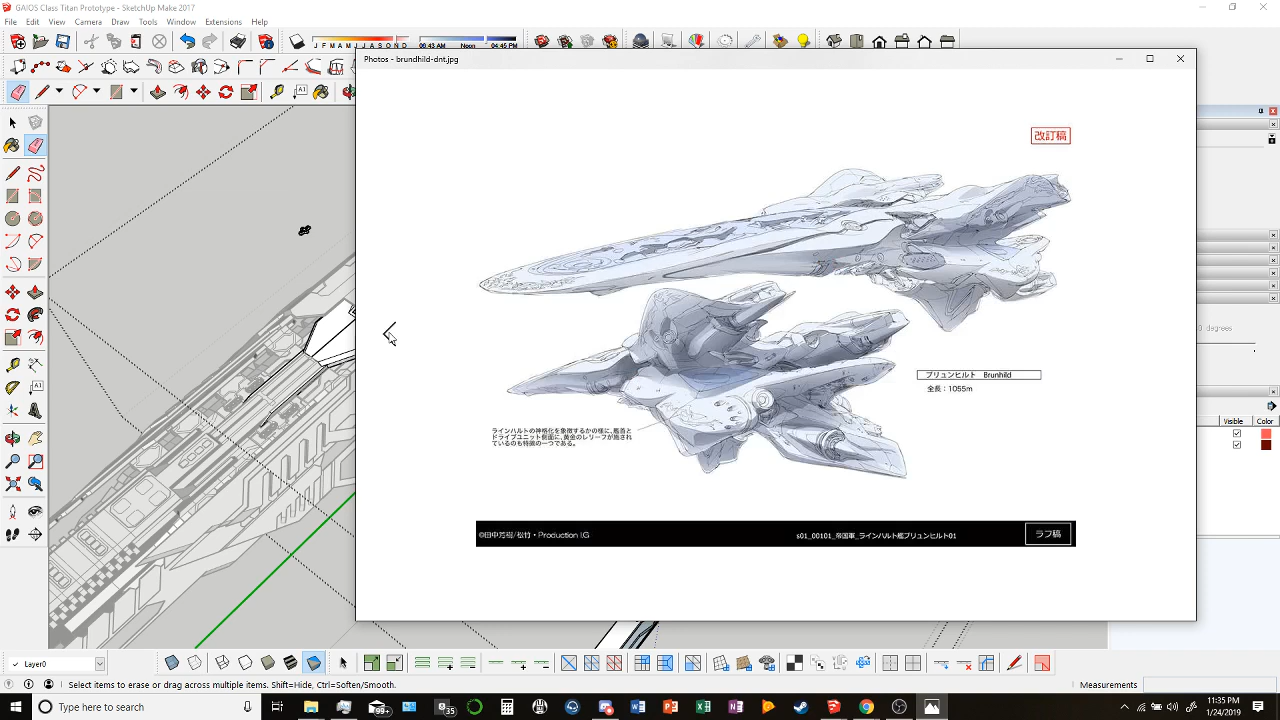 GAIOS Class Titan Prototype - SketchUp Make 2017
File Edit View Camera Draw Tools Window Extensions Help
J F M A M J J A S O N D
Noon 04:45 PM
Photos - brundhild-dnt.jpg
改訂稿
ブリュンヒルト Brunhild
全長：1055m
ラインハルトの神格化を象徴するかの様に、艦首と
ドライブユニット側面に、黄金のレリーフが施され
ているのも特徴の一つである。
©田中芳樹/松竹・Production I.G
s01_00101_帝国軍_ラインハルト艦ブリュンヒルト01
ラフ稿
degrees
Visible Color
Layer0
Select items to erase or drag across multiple items. Shift=Hide, Ctrl=Soften/Smooth.
Measurements
Type here to search
99+
35
11:35 PM
1/24/2019